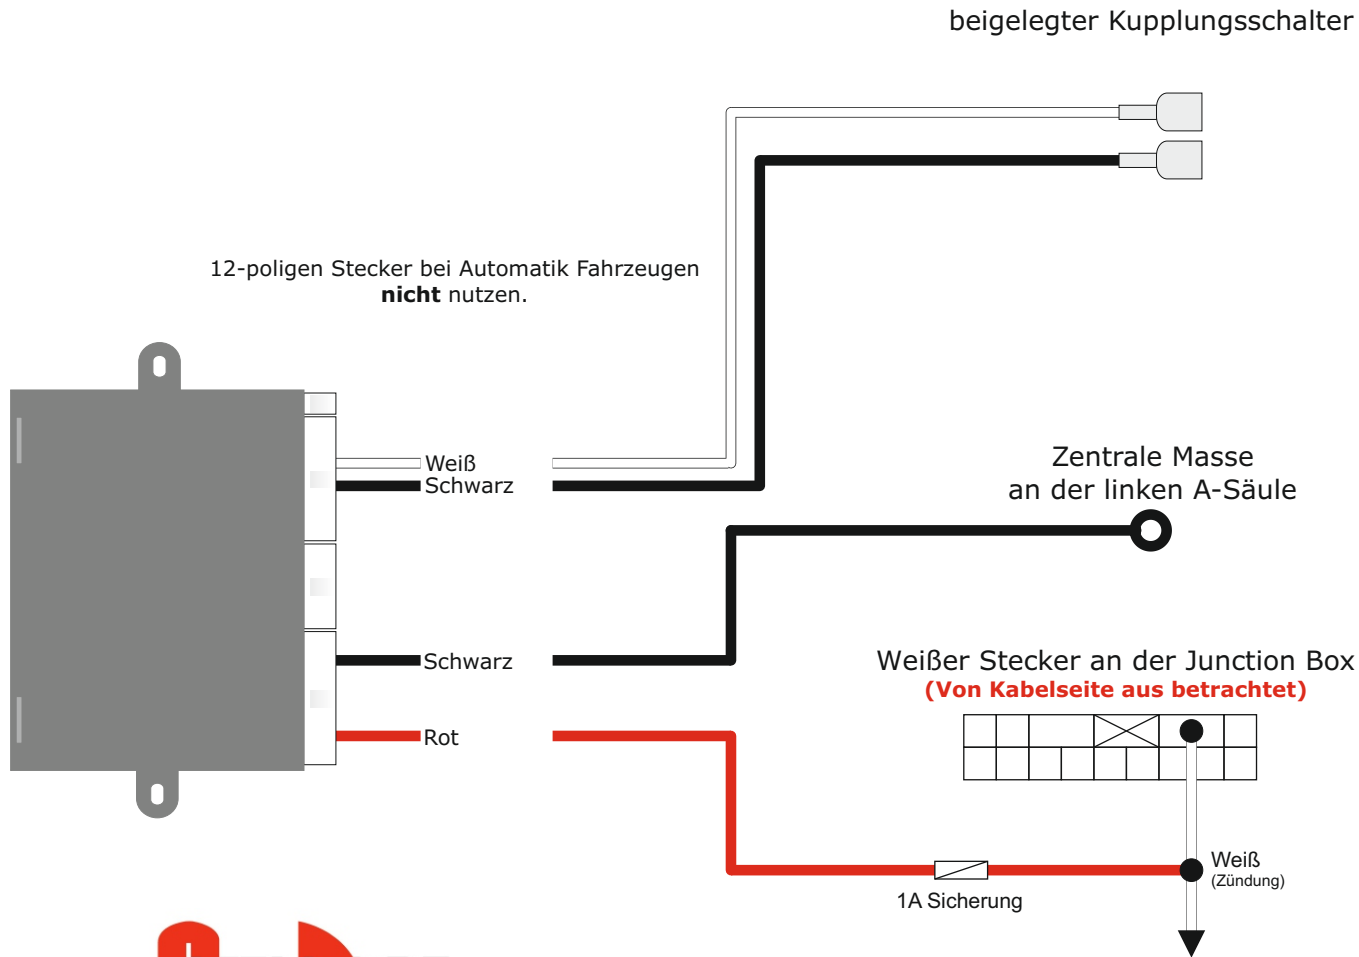 beigelegter Kupplungsschalter
12-poligen Stecker bei Automatik Fahrzeugen
nicht nutzen.
Weiß
Schwarz
Zentrale Masse
an der linken A-Säule
Schwarz
Weißer Stecker an der Junction Box
(Von Kabelseite aus betrachtet)
Rot
Weiß
(Zündung)
1A Sicherung